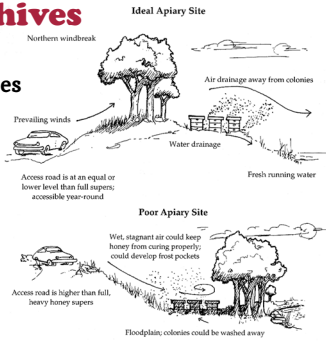 hives
es
Ideal Apiary Site
Northern windbreak
Air drainage away from colonies
Prevailing winds
Water drainage
Access road is at an equal or
lower level than full supers;
accessible year-round
Fresh running water
Poor Apiary Site
Wet, stagnant air could keep
honey from curing properly;
could develop frost pockets
Access road is higher than full,
heavy honey supers
Floodplain; colonies could be washed away